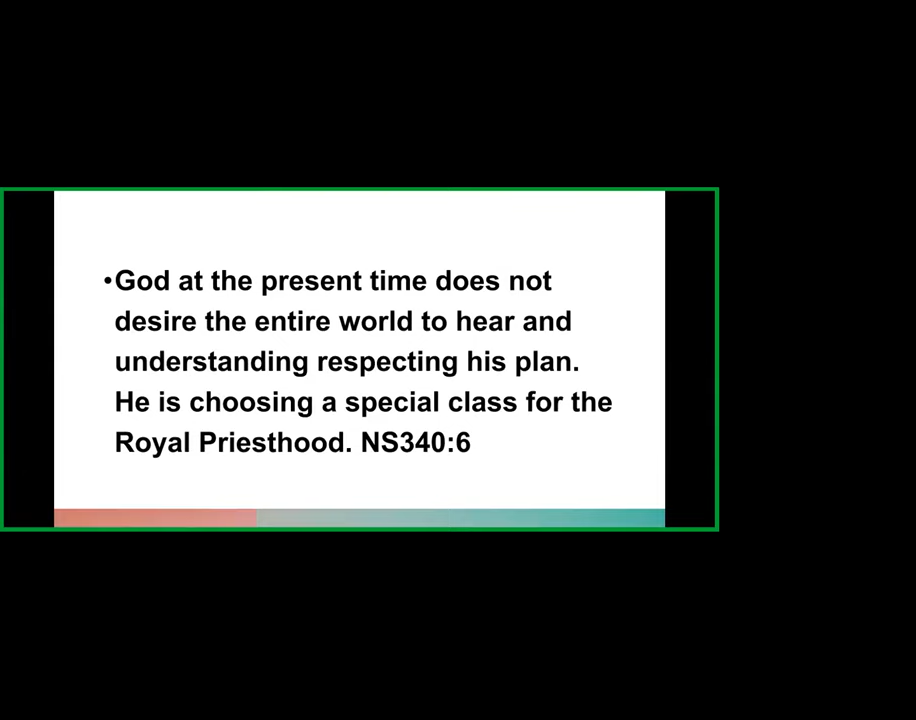 •God at the present time does not
desire the entire world to hear and
understanding respecting his plan.
He is choosing a special class for the
Royal Priesthood. NS340:6